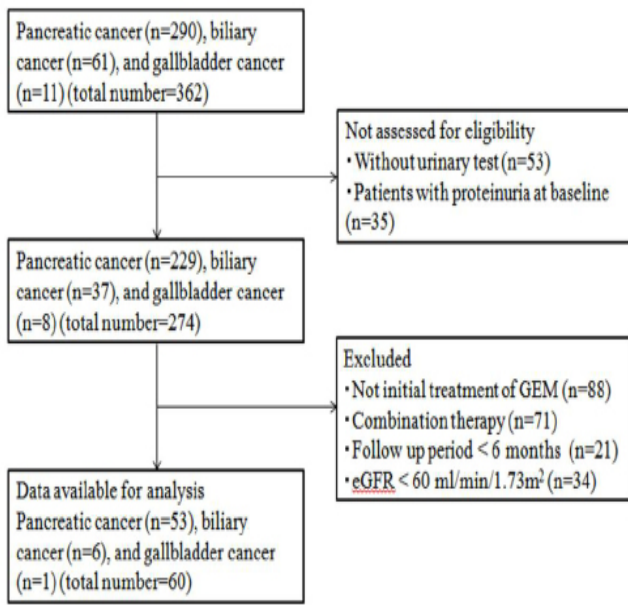 Pancreatic cancer (n=290), biliary
cancer (n=61), and gallbladder cancer
(n=11) (total number=362)
Not assessed for eligibility
・Without urinary test (n=53)
・Patients with proteinuria at baseline
(n=35)
Pancreatic cancer (n=229), biliary
cancer (n=37), and gallbladder cancer
(n=8) (total number=274)
Excluded
・Not initial treatment of GEM (n=88)
・Combination therapy (n=71)
・Follow up period < 6 months (n=21)
・eGFR < 60 ml/min/1.73m² (n=34)
Data available for analysis
Pancreatic cancer (n=53), biliary
cancer (n=6), and gallbladder cancer
(n=1) (total number=60)